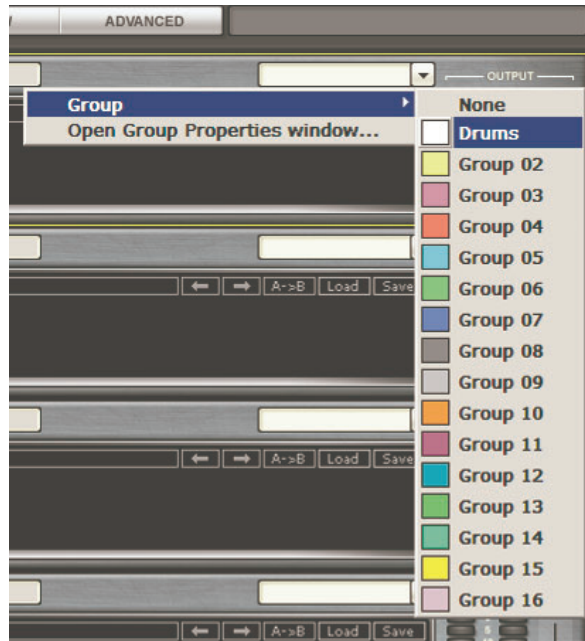 ADVANCED
OUTPUT
Group
None
Open Group Properties window...
Drums
Group 02
Group 03
Group 04
Group 05
A->B Load Save
Group 06
Group 07
Group 08
Group 09
Group 10
Group 11
A->B Load Save
Group 12
Group 13
Group 14
Group 15
Group 16
A->B Load Save